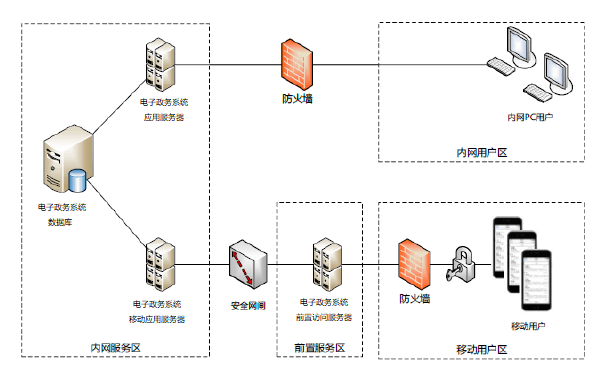 电子政务系统
应用服务器
防火墙
内网PC用户
内网用户区
电子政务系统
数据库
电子政务系统
移动应用服务器
安全网闸
电子政务系统
前置访问服务器
防火墙
移动用户
内网服务区
前置服务区
移动用户区